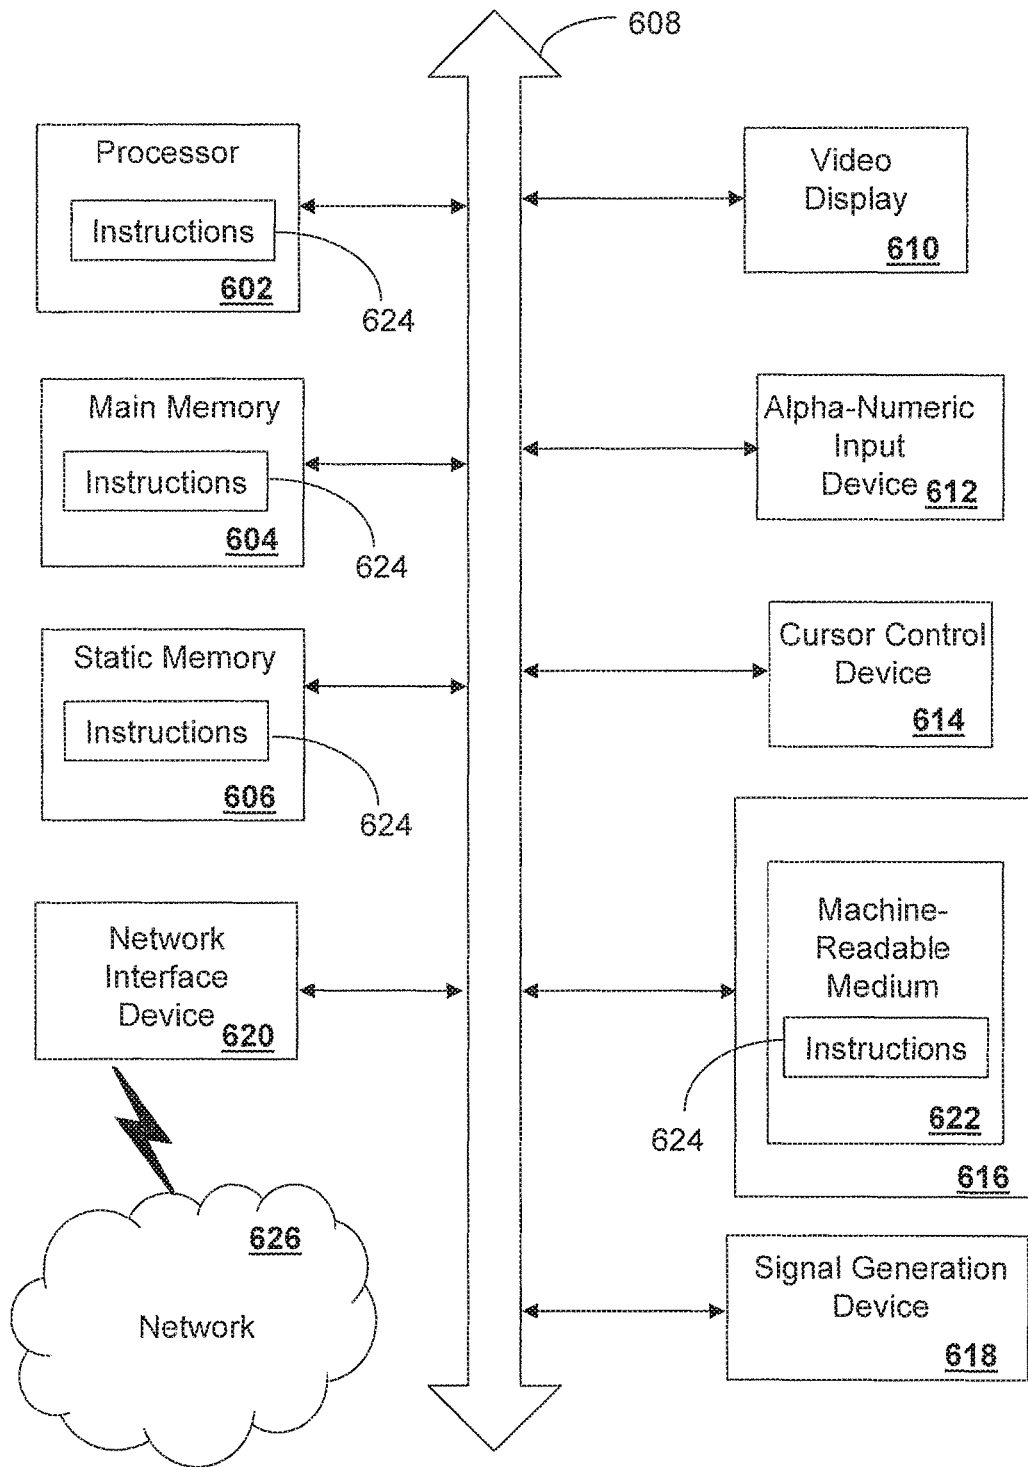 608
Processor
Instructions
602
624
Main Memory
Instructions
604
624
Static Memory
Instructions
606
624
Network
Interface
Device
620
626
Network
Video
Display
610
Alpha-Numeric
Input
Device
612
Cursor Control
Device
614
Machine-
Readable
Medium
Instructions
622
624
616
Signal Generation
Device
618